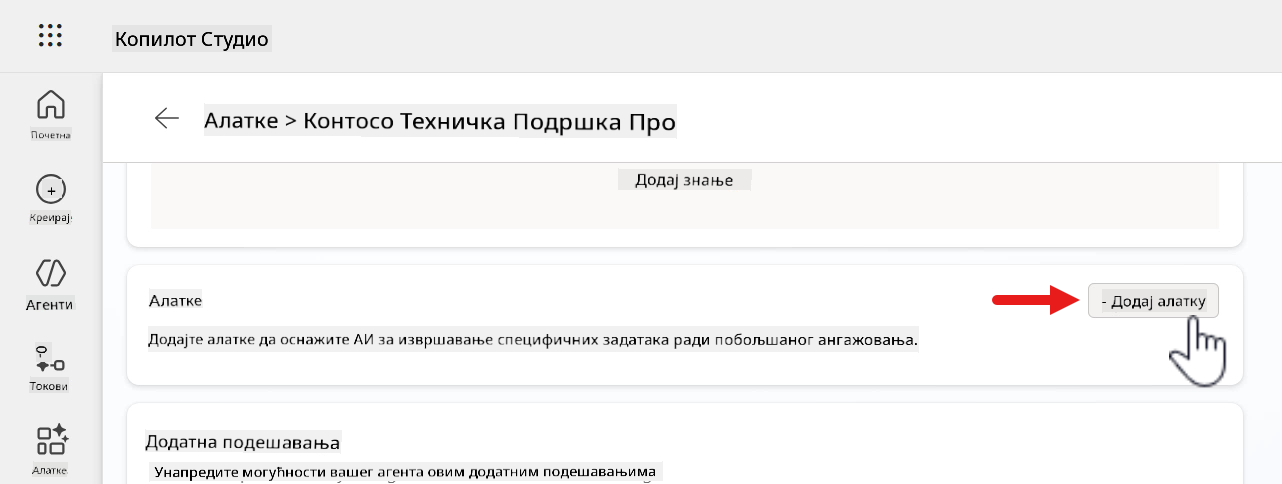 Копилот Студио
Почетна
Креирај
Агенти
Токови
Алатке
Алатке > Контосо Техничка Подршка Про
Додај знање
Алатке
- Додај алатку
Додајте алатке да оснажите АИ за извршавање специфичних задатака ради побољшаног ангажовања.
Додатна подешавања
Унапредите могућности вашег агента овим додатним подешавањима